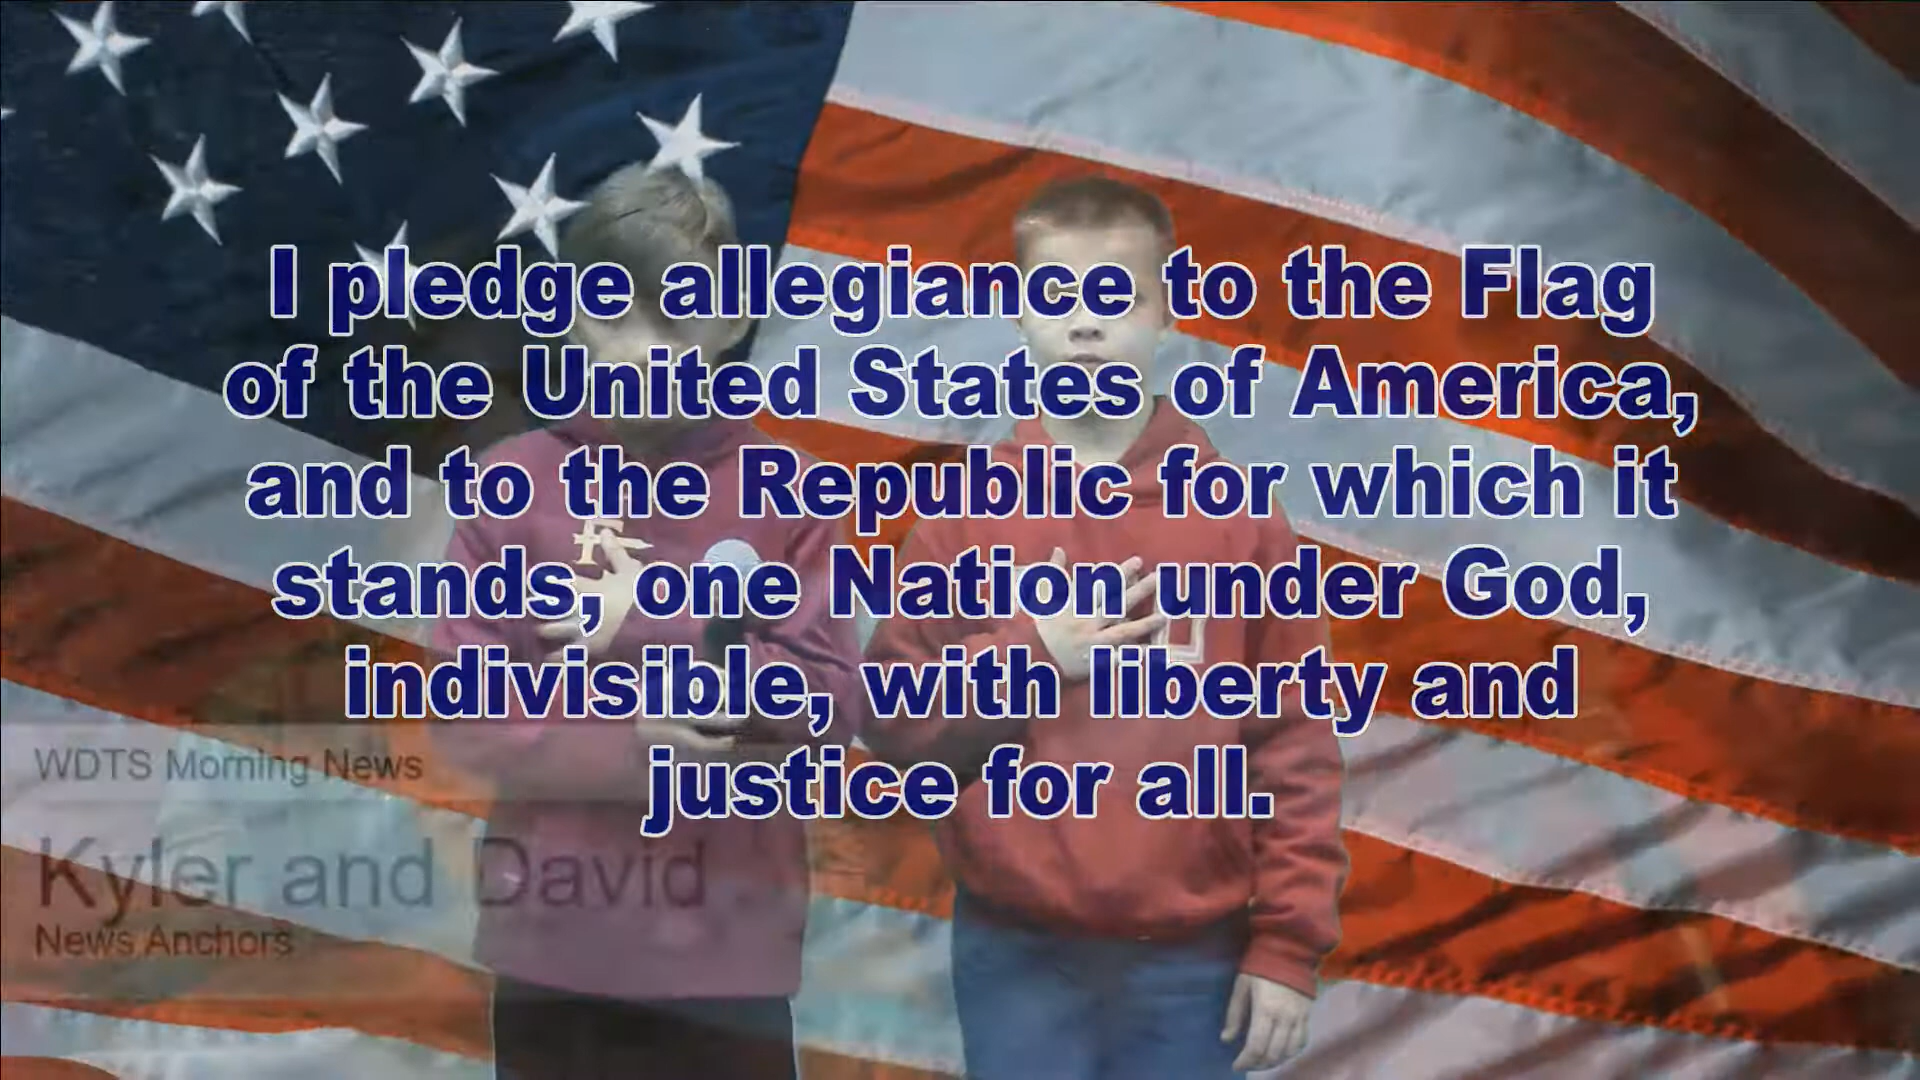 I pledge allegiance to the Flag
of the United States of America,
and to the Republic for which it
stands, one Nation under God,
indivisible, with liberty and
justice for all.
WDTS Morning News
Kyler and David
News Anchors